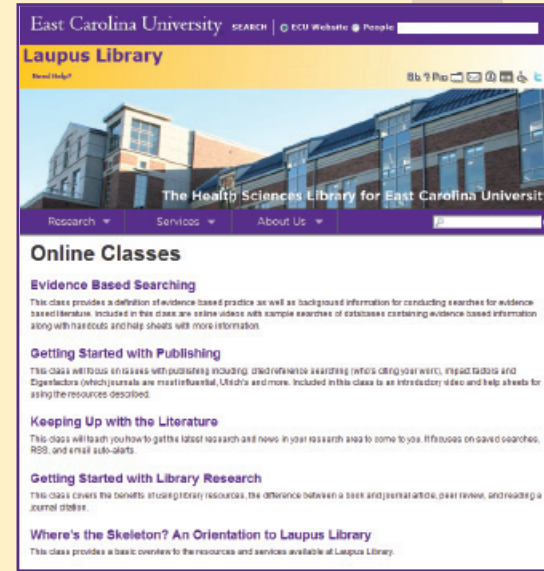 East Carolina University SEARCH ECU Website People
Laupus Library
Need Help?
The Health Sciences Library for East Carolina Universit
Research Services About Us
Online Classes
Evidence Based Searching
This class provides a definition of evidence based practice as well as background information for conducting searches for evidence
based literature. Included in this class are online videos with sample searches of databases containing evidence based information
along with handouts and help sheets with more information.
Getting Started with Publishing
This class will focus on issues with publishing including: cited reference searching (who's citing your work), impact factors and
Eigenfactors (which journals are most influential, Ulrich's and more. Included in this class is an introductory video and help sheets for
using the resources described.
Keeping Up with the Literature
This class will teach you how to get the latest research and news in your research area to come to you. It focuses on saved searches,
RSS, and email auto-alerts.
Getting Started with Library Research
This class covers the benefits of using library resources, the difference between a book and journal article, peer review, and reading a
journal citation.
Where's the Skeleton? An Orientation to Laupus Library
This class provides a basic overview to the resources and services available at Laupus Library.